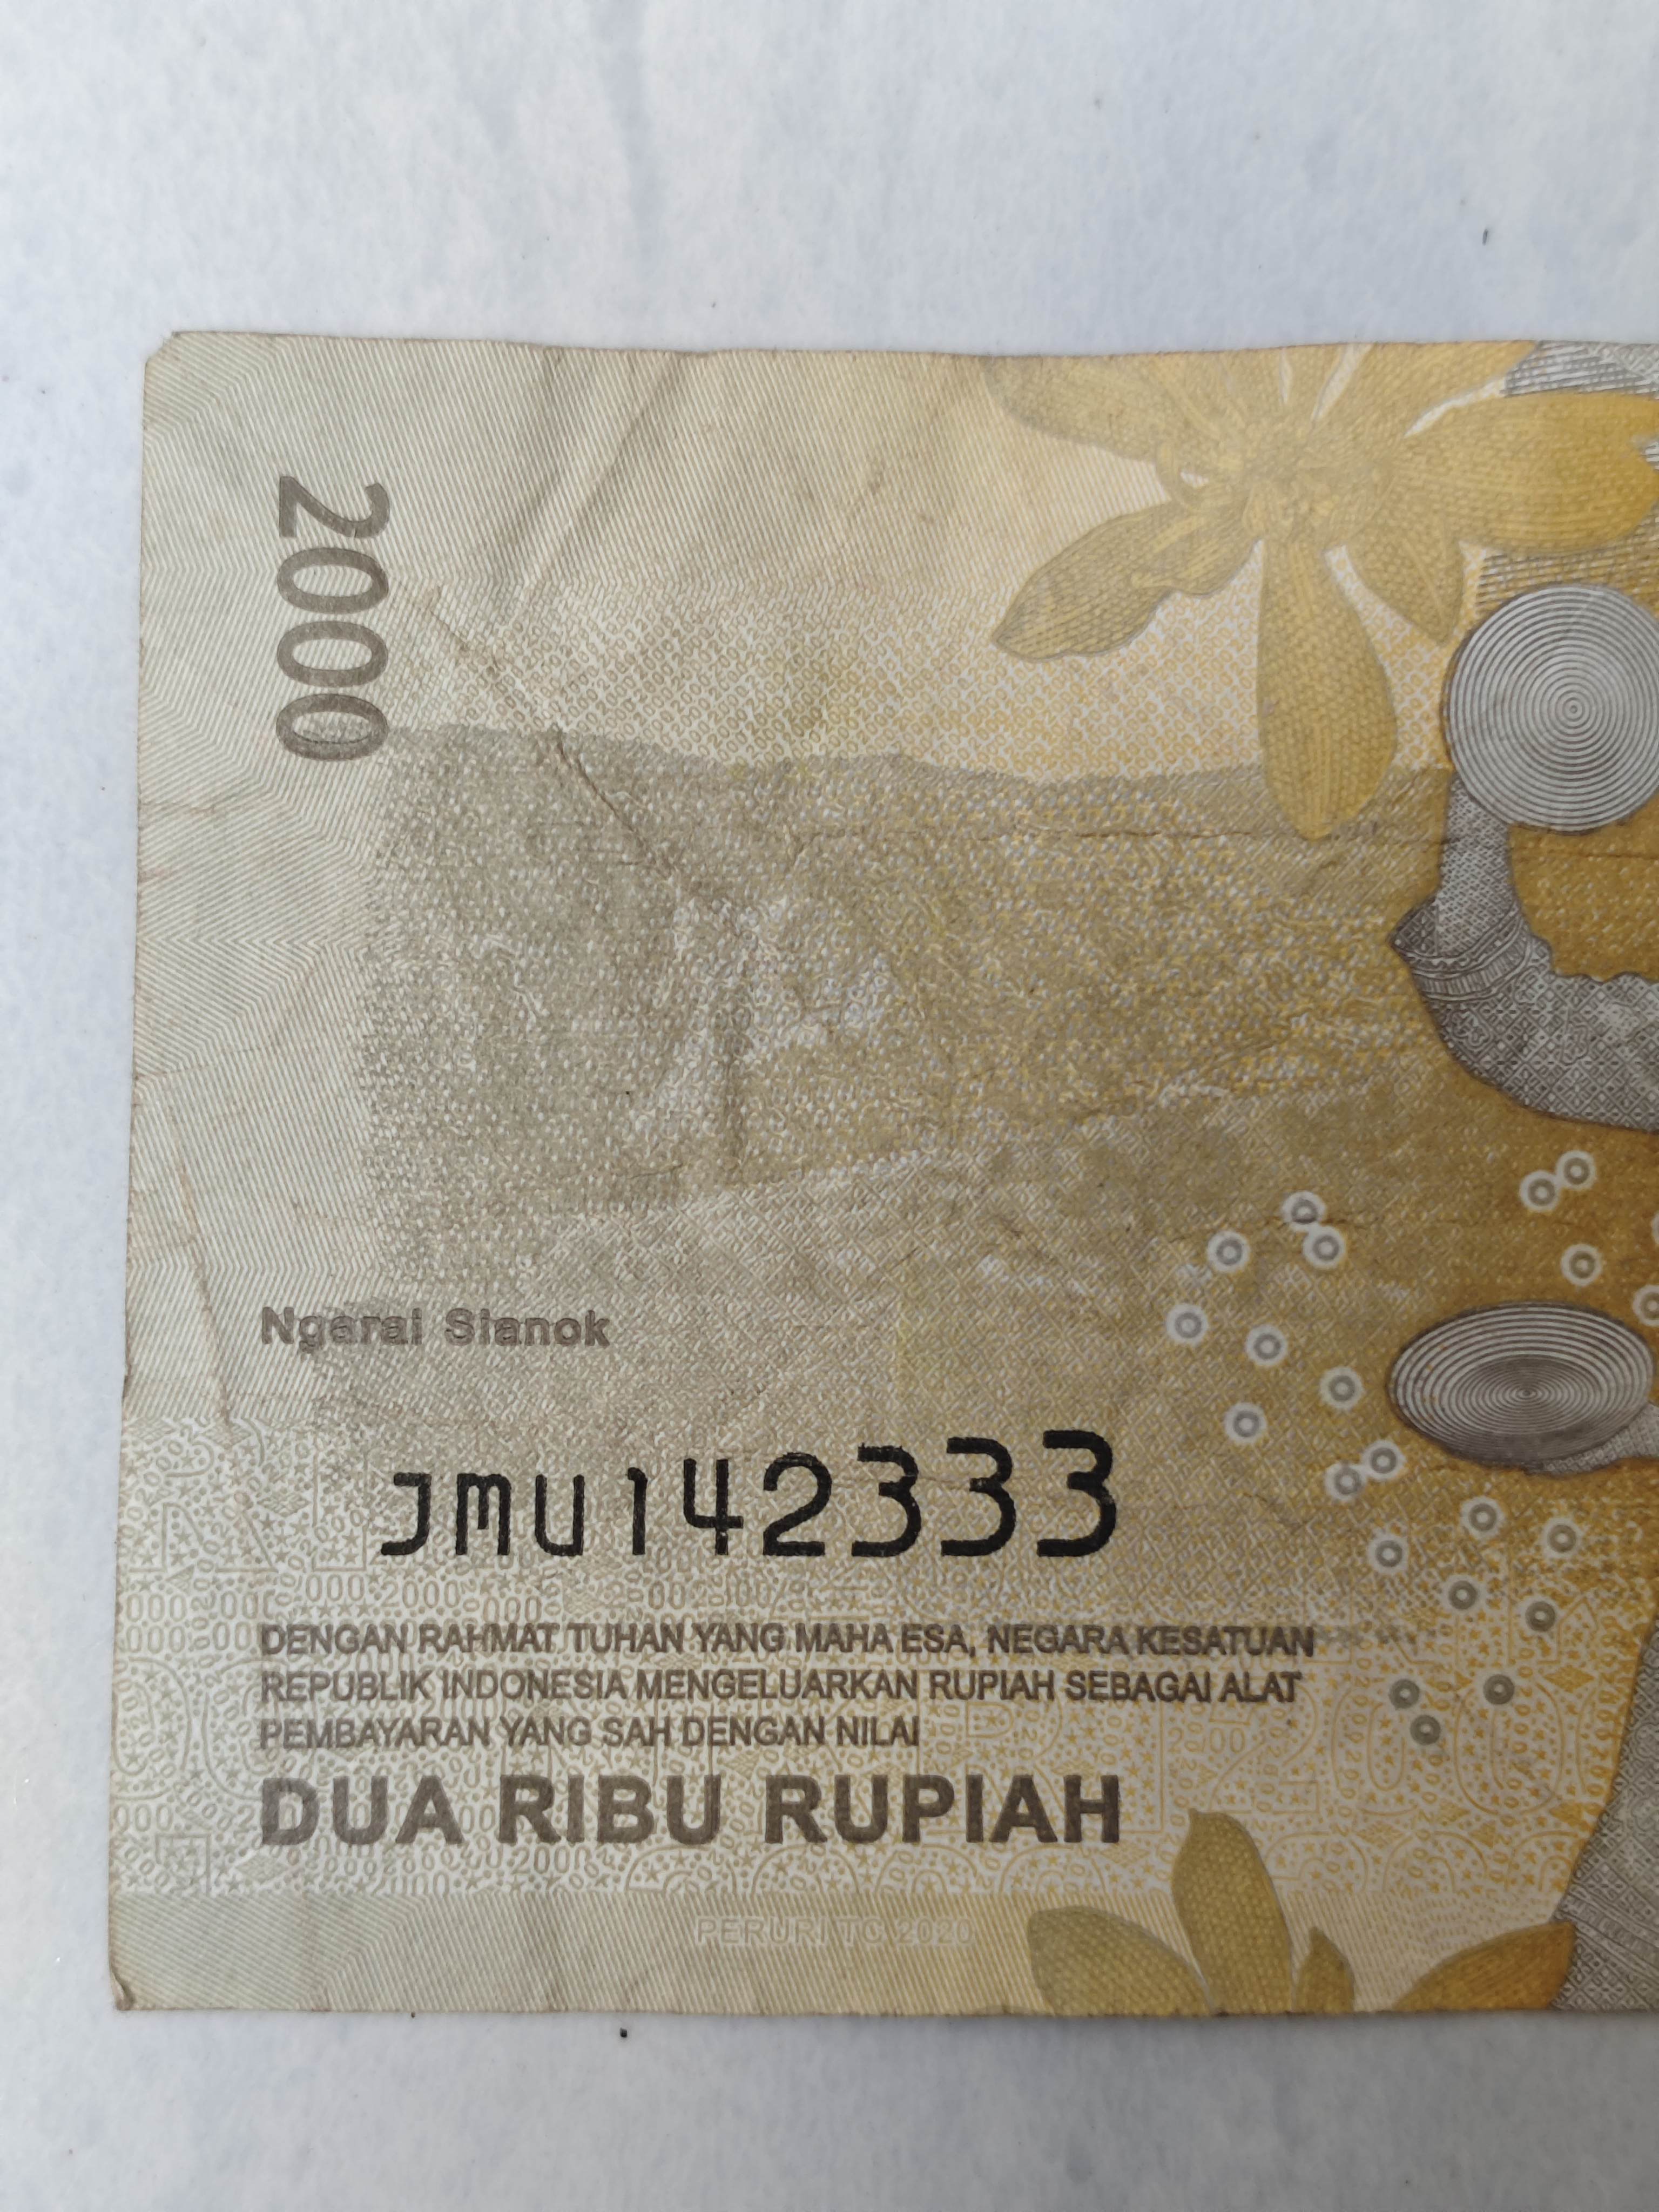 2000
Ngarai Sianok
JMU142333
DENGAN RAHMAT TUHAN YANG MAHA ESA, NEGARA KESATUAN
REPUBLIK INDONESIA MENGELUARKAN RUPIAH SEBAGAI ALAT
PEMBAYARAN YANG SAH DENGAN NILAI
DUA RIBU RUPIAH
PERURI TC 2020